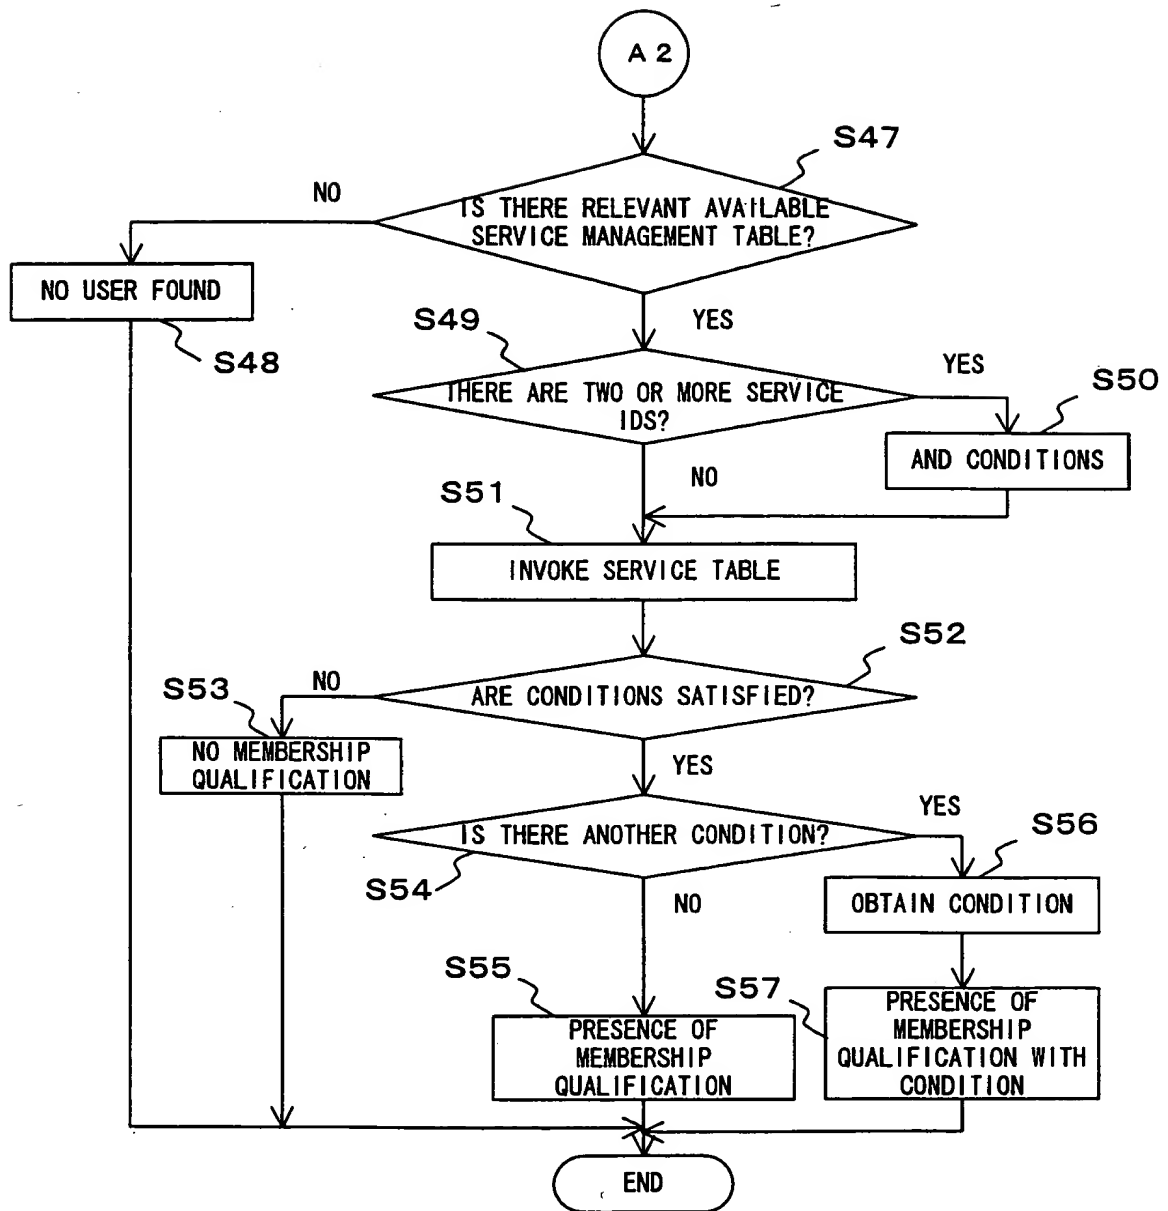 A 2
S47
NO
IS THERE RELEVANT AVAILABLE
SERVICE MANAGEMENT TABLE?
NO USER FOUND
S48
YES
S49
YES
THERE ARE TWO OR MORE SERVICE
IDS?
S50
AND CONDITIONS
NO
S51
INVOKE SERVICE TABLE
S52
NO
ARE CONDITIONS SATISFIED?
S53
NO MEMBERSHIP
QUALIFICATION
YES
YES
IS THERE ANOTHER CONDITION?
S56
S54
NO
OBTAIN CONDITION
S55
S57
PRESENCE OF
MEMBERSHIP
QUALIFICATION
PRESENCE OF
MEMBERSHIP
QUALIFICATION WITH
CONDITION
END